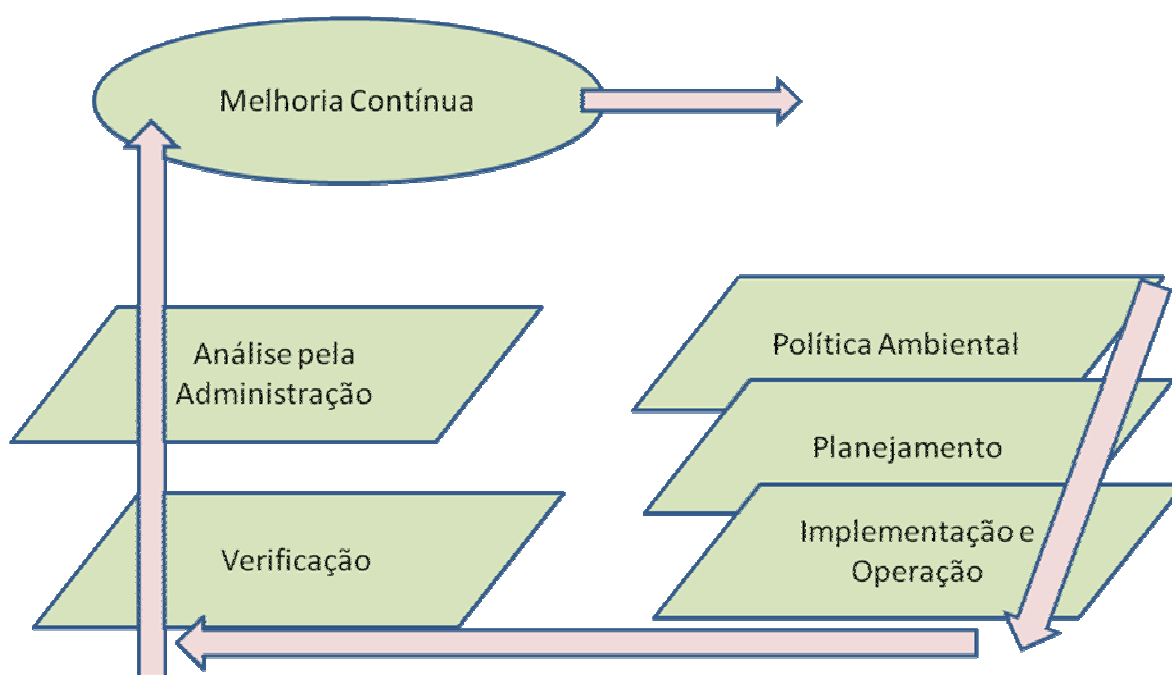 Melhoria Contínua
Análise pela
Administração
Verificação
Política Ambiental
Planejamento
Implementação e
Operação